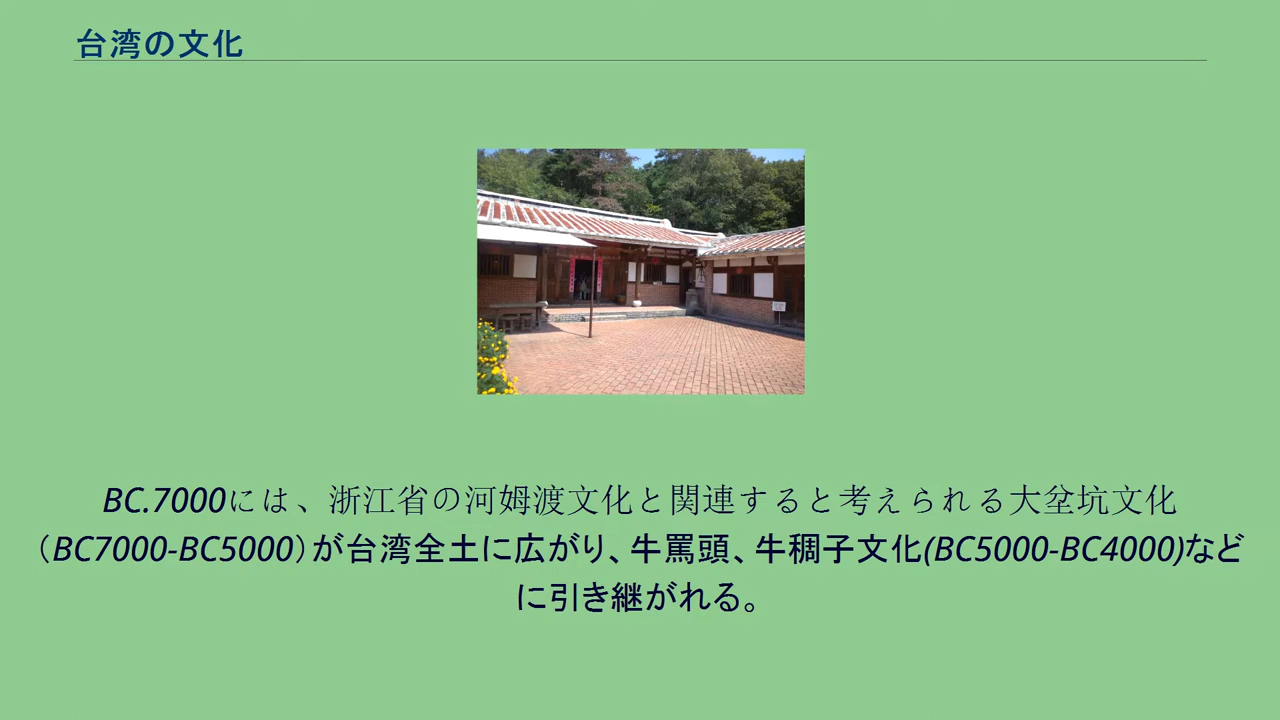 台湾の文化
BC.7000には、浙江省の河姆渡文化と関連すると考えられる大坌坑文化
（BC7000-BC5000）が台湾全土に広がり、牛罵頭、牛稠子文化(BC5000-BC4000)など
に引き継がれる。